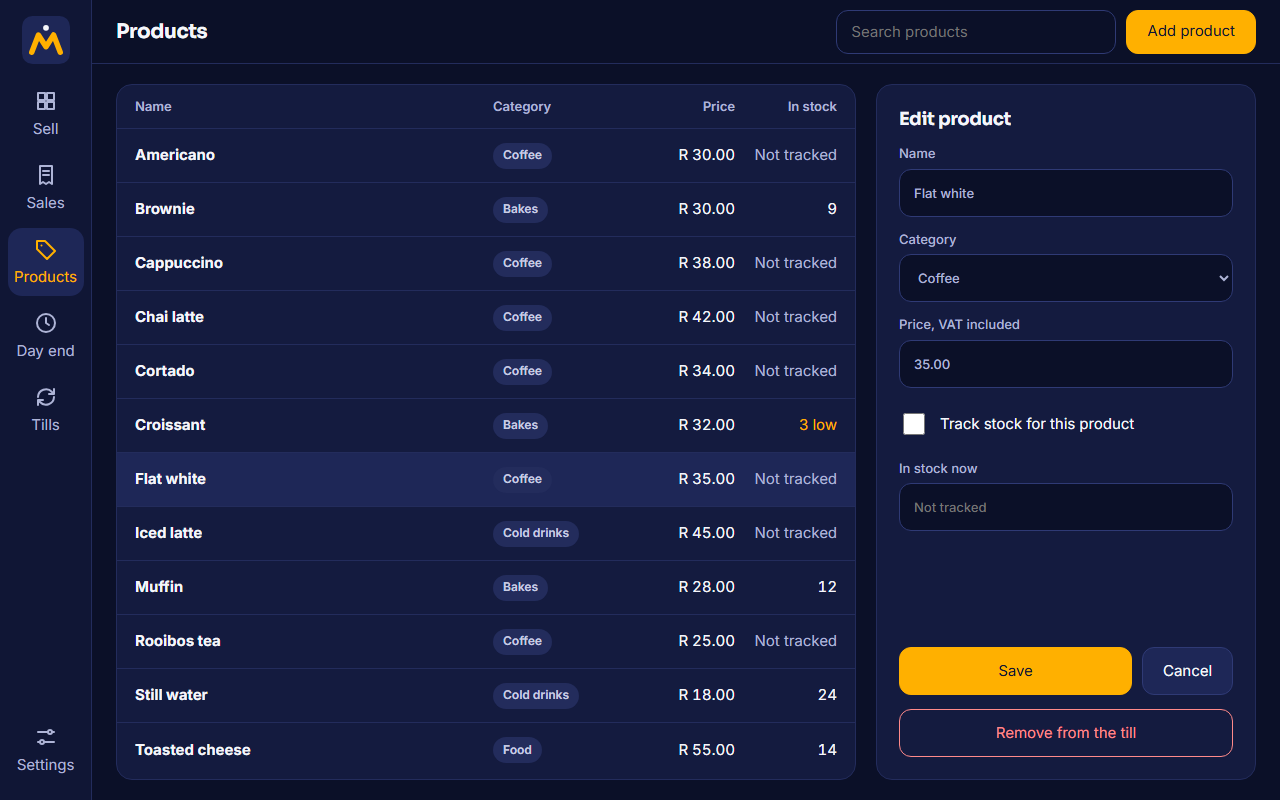 Products
Search products
Add product
Sell
Sales
Products
Day end
Tills
Settings
Name Category Price In stock
Americano Coffee R 30.00 Not tracked
Brownie Bakes R 30.00 9
Cappuccino Coffee R 38.00 Not tracked
Chai latte Coffee R 42.00 Not tracked
Cortado Coffee R 34.00 Not tracked
Croissant Bakes R 32.00 3 low
Flat white Coffee R 35.00 Not tracked
Iced latte Cold drinks R 45.00 Not tracked
Muffin Bakes R 28.00 12
Rooibos tea Coffee R 25.00 Not tracked
Still water Cold drinks R 18.00 24
Toasted cheese Food R 55.00 14
Edit product
Name
Flat white
Category
Coffee
Price, VAT included
35.00
Track stock for this product
In stock now
Not tracked
Save
Cancel
Remove from the till